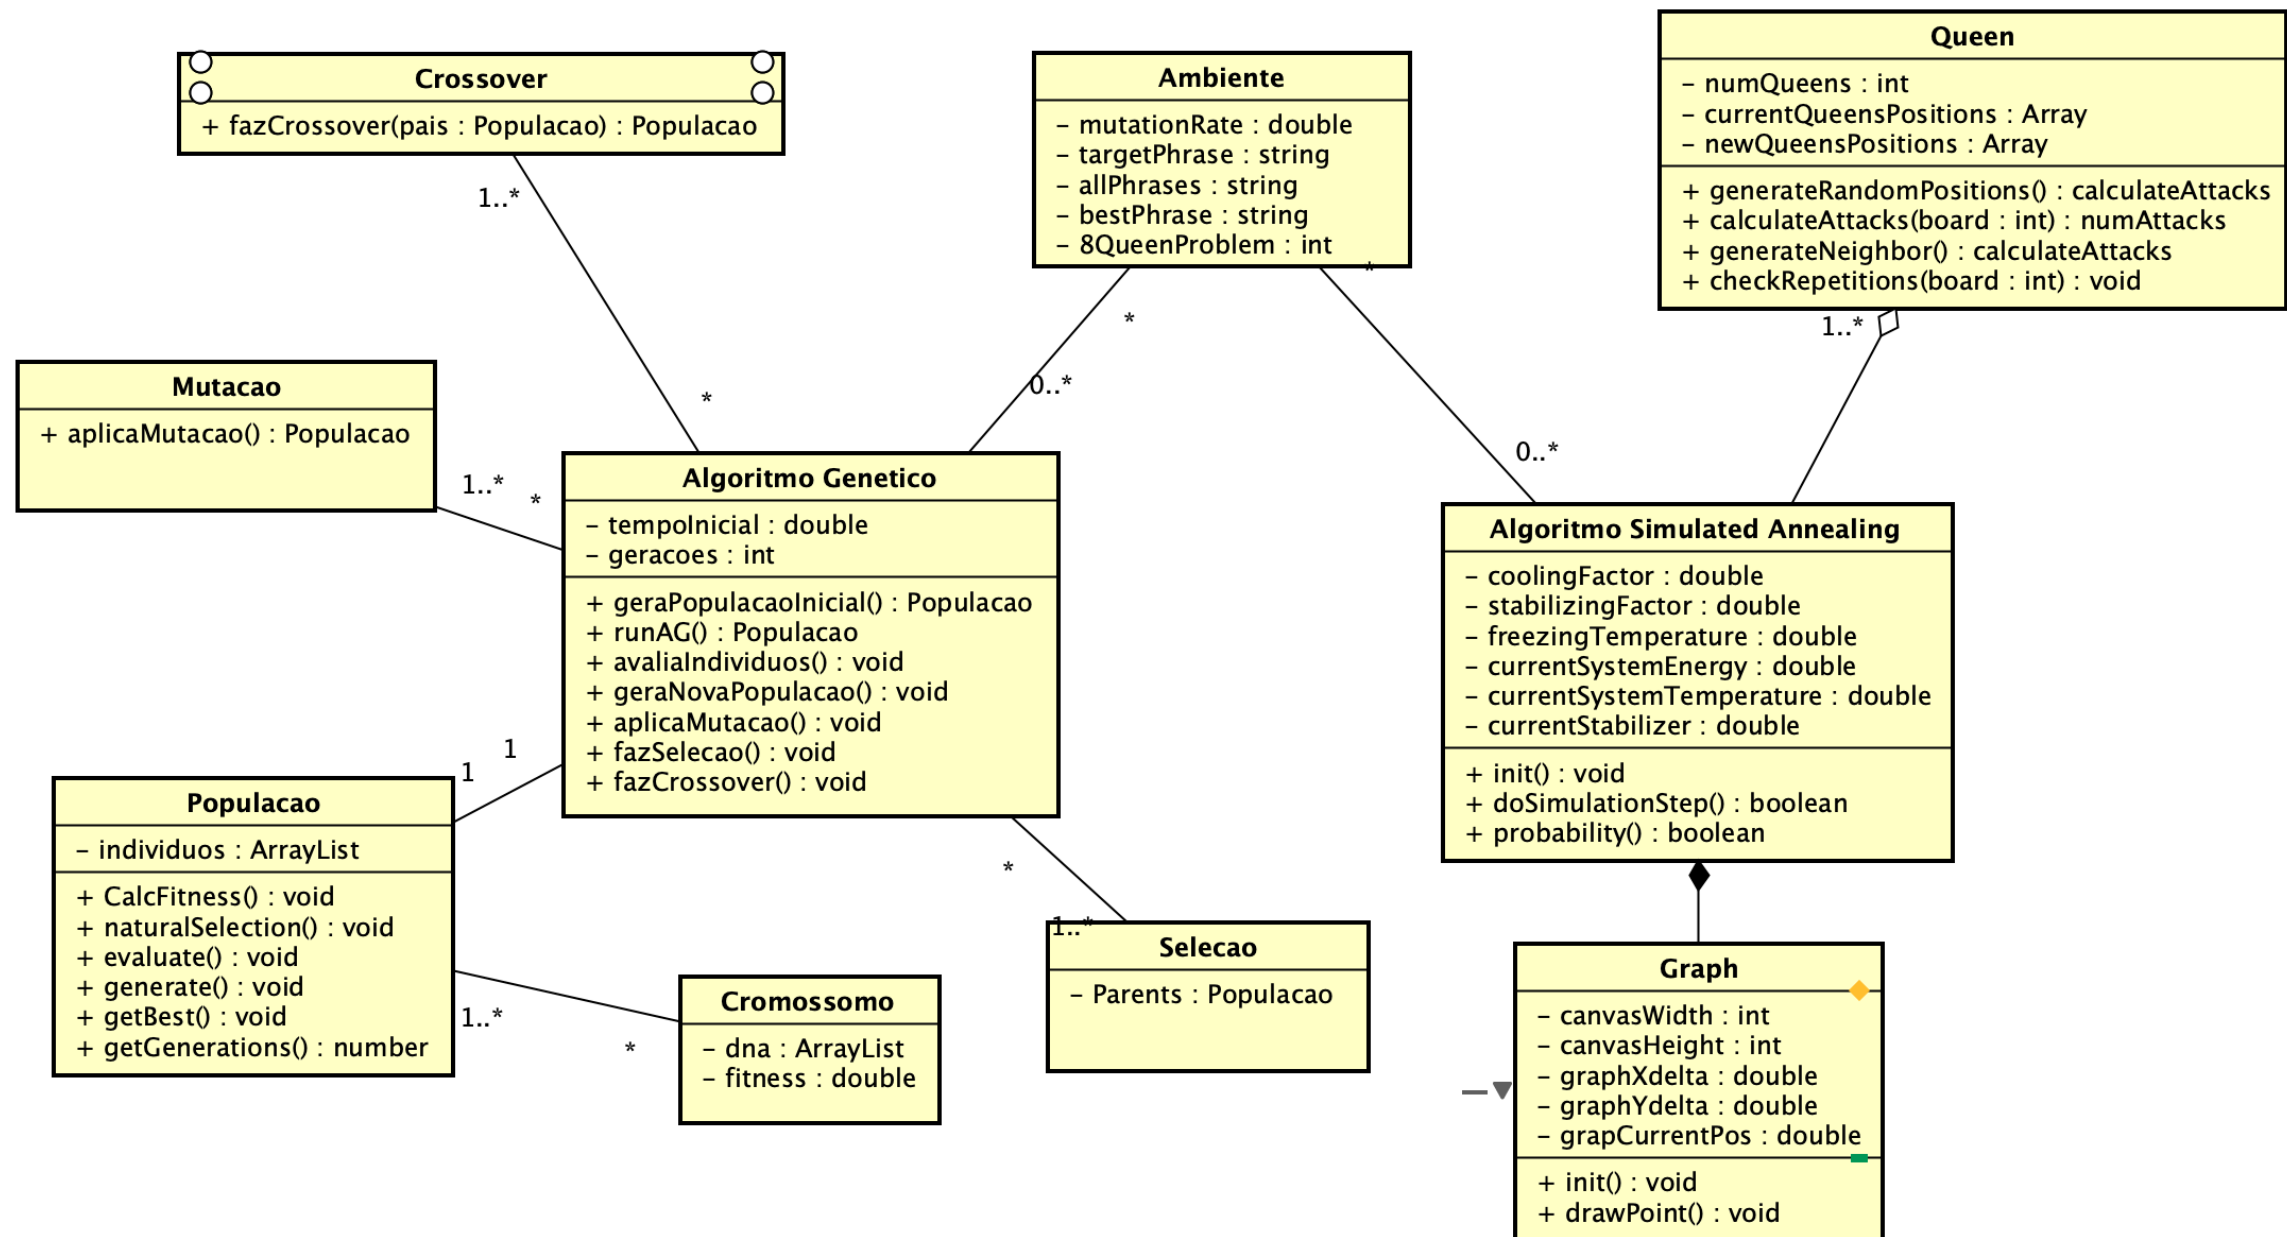 Crossover
+ fazCrossover(pais : Populacao) : Populacao
1..*
*
Ambiente
– mutationRate : double
– targetPhrase : string
– allPhrases : string
– bestPhrase : string
– 8QueenProblem : int
*
0..*
*
0..*
Queen
– numQueens : int
– currentQueensPositions : Array
– newQueensPositions : Array
+ generateRandomPositions() : calculateAttacks
+ calculateAttacks(board : int) : numAttacks
+ generateNeighbor() : calculateAttacks
+ checkRepetitions(board : int) : void
1..*
Mutacao
+ aplicaMutacao() : Populacao
1..*
*
Algoritmo Genetico
– tempoInicial : double
– geracoes : int
+ geraPopulacaoInicial() : Populacao
+ runAG() : Populacao
+ avaliaIndividuos() : void
+ geraNovaPopulacao() : void
+ aplicaMutacao() : void
+ fazSelecao() : void
+ fazCrossover() : void
Algoritmo Simulated Annealing
– coolingFactor : double
– stabilizingFactor : double
– freezingTemperature : double
– currentSystemEnergy : double
– currentSystemTemperature : double
– currentStabilizer : double
+ init() : void
+ doSimulationStep() : boolean
+ probability() : boolean
1
1
Populacao
– individuos : ArrayList
+ CalcFitness() : void
+ naturalSelection() : void
+ evaluate() : void
+ generate() : void
+ getBest() : void
+ getGenerations() : number
1..*
*
Cromossomo
– dna : ArrayList
– fitness : double
*
1..*
Selecao
– Parents : Populacao
Graph
– canvasWidth : int
– canvasHeight : int
– graphXdelta : double
– graphYdelta : double
– grapCurrentPos : double
+ init() : void
+ drawPoint() : void